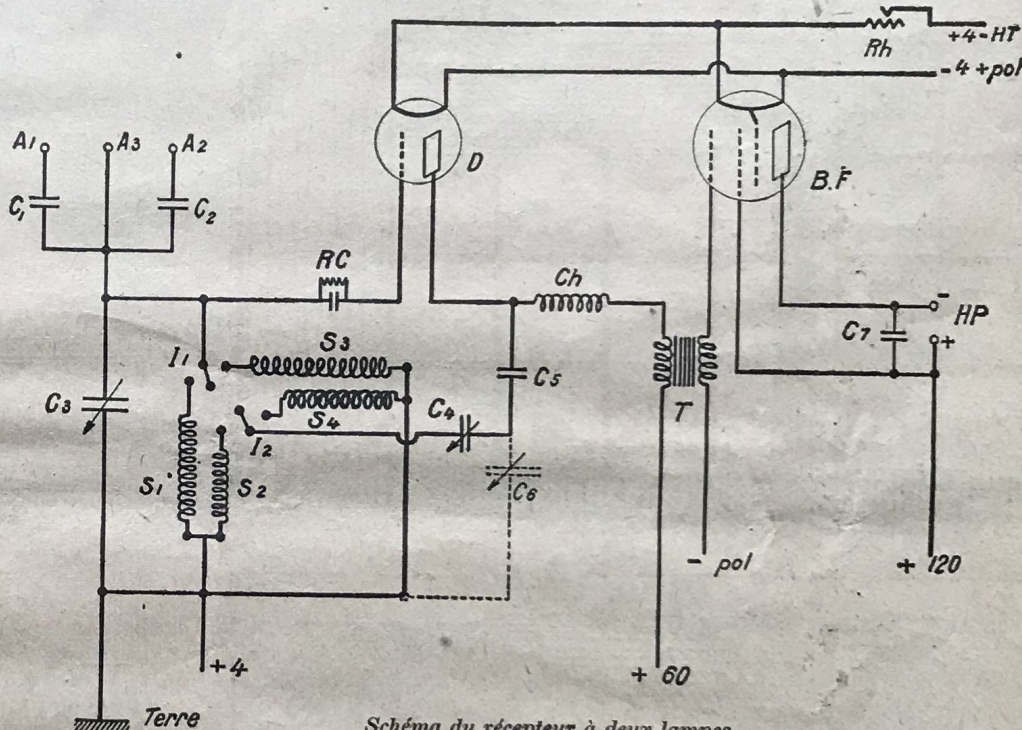 +4-HT
Rh
-4 +pol
A1 A3 A2
D
B.F.
C1 C2
RC
Ch
S3
HP
-
+
C7
I1
C3
S4
C4
C5
T
I2
S1 S2
C6
- pol
+ 120
+4
+ 60
Terre
Schéma du récepteur à deux lampes